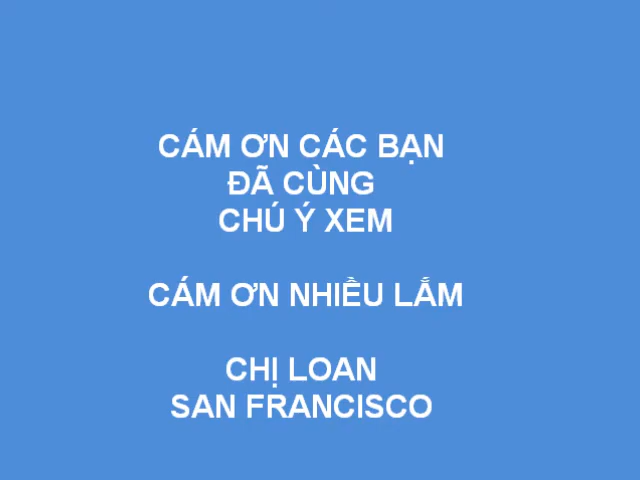 CÁM ƠN CÁC BẠN
ĐÃ CÙNG
CHÚ Ý XEM
CÁM ƠN NHIỀU LẮM
CHỊ LOAN
SAN FRANCISCO